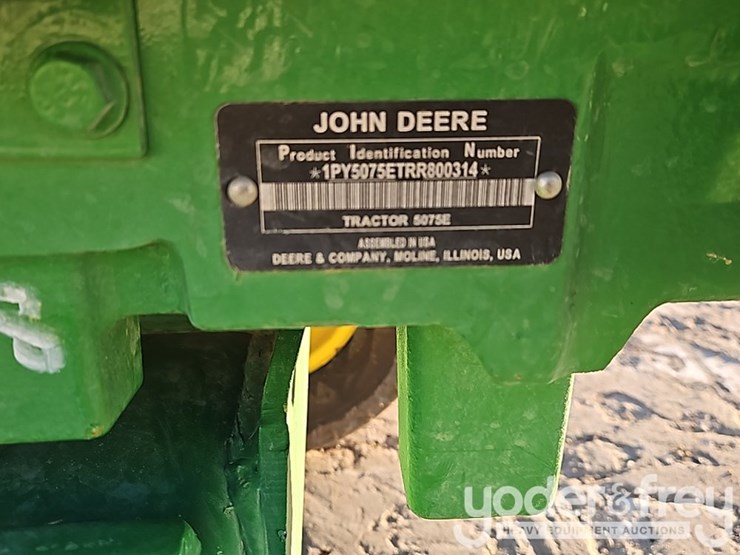 JOHN DEERE
Product Identification Number
*1PY5075ETRR800314*
TRACTOR 5075E
ASSEMBLED IN USA
DEERE & COMPANY, MOLINE, ILLINOIS, USA
yoder&frey
HEAVY EQUIPMENT AUCTIONS